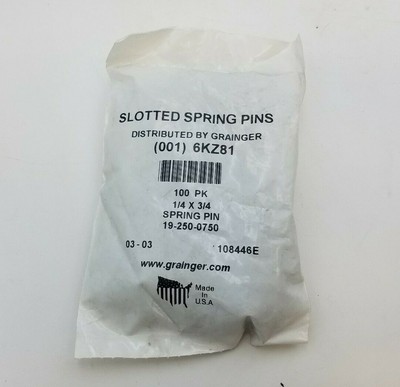 SLOTTED SPRING PINS
DISTRIBUTED BY GRAINGER
(001) 6KZ81
100 PK
1/4 X 3/4
SPRING PIN
19-250-0750
03-03 108446E
www.grainger.com
Made
In
U.S.A